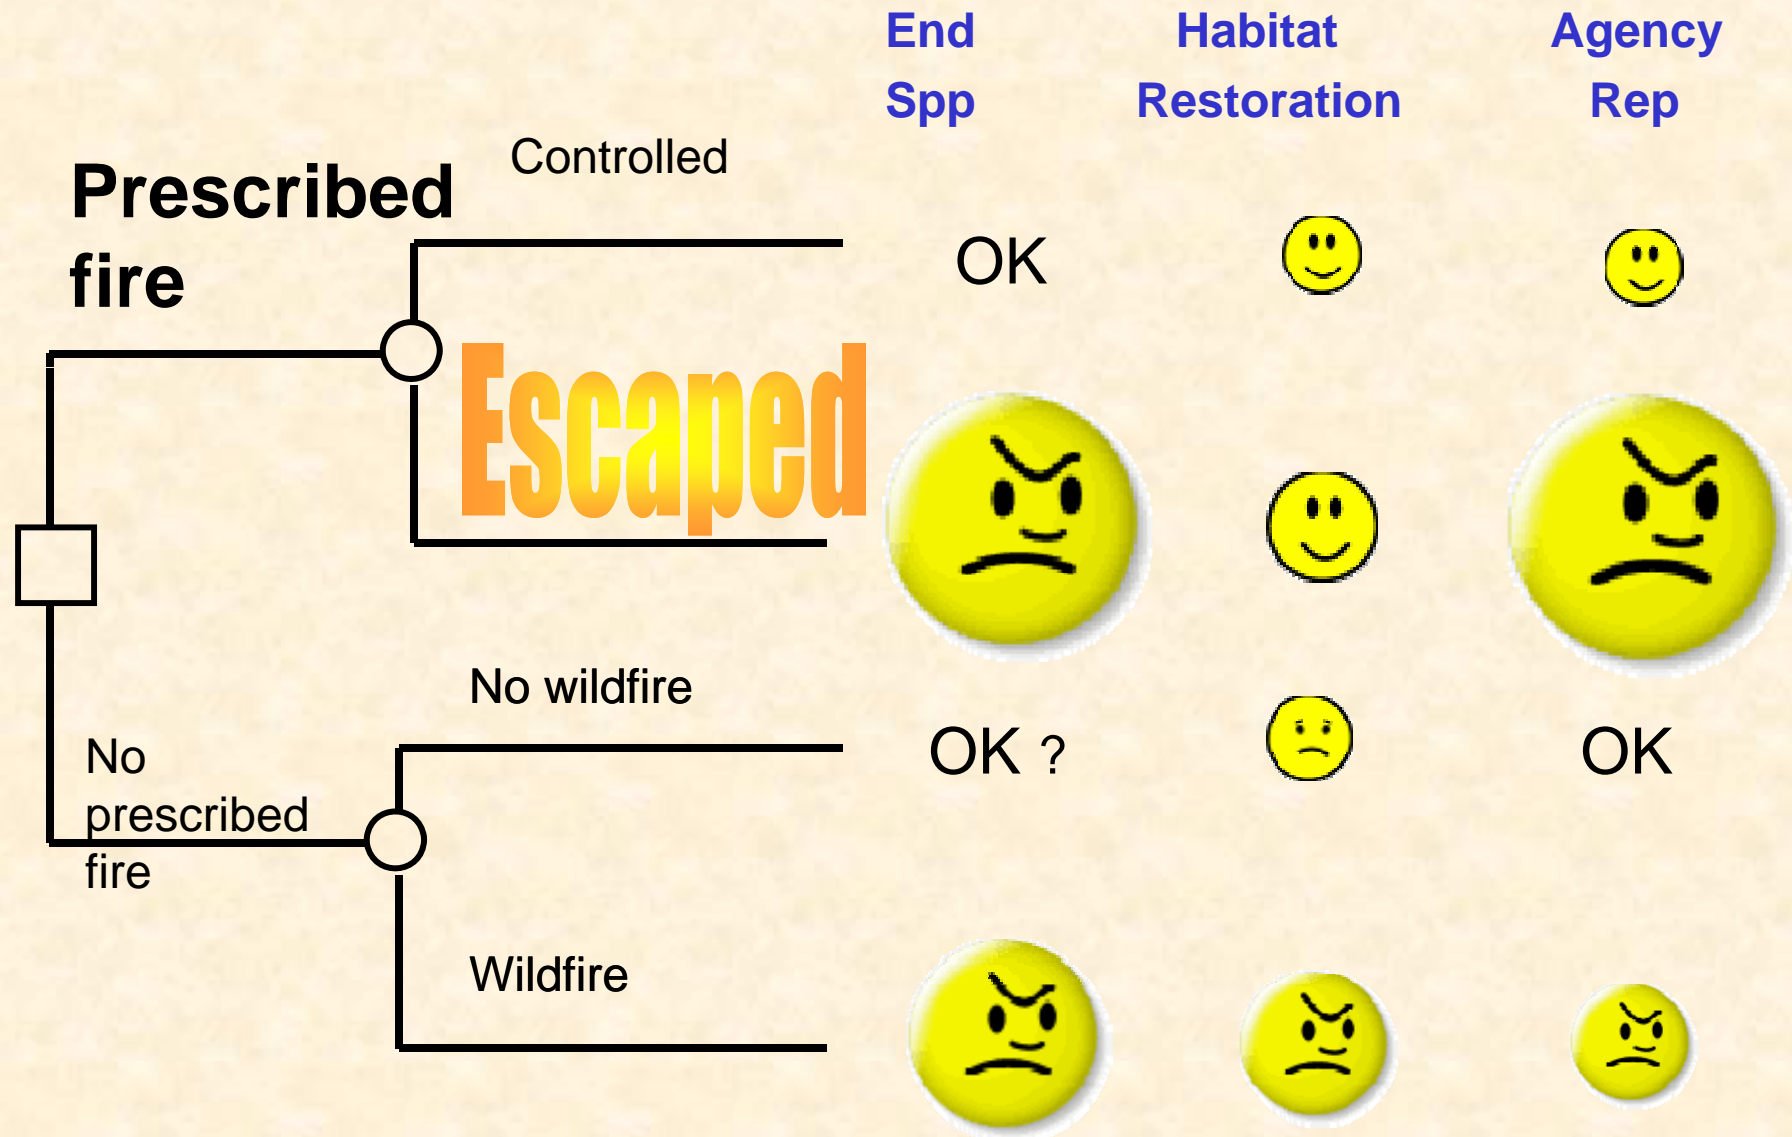 End Habitat Agency
Spp Restoration Rep
Controlled
Prescribed
fire
OK
Escaped
No wildfire
OK ? OK
No
prescribed
fire
Wildfire